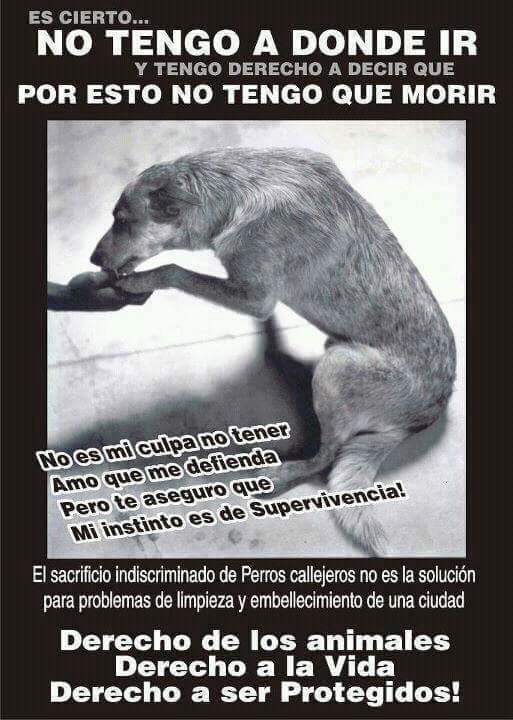 ES CIERTO...
NO TENGO A DONDE IR
Y TENGO DERECHO A DECIR QUE
POR ESTO NO TENGO QUE MORIR
No es mi culpa no tener
Amo que me defienda
Pero te aseguro que
Mi instinto es de Supervivencia!
El sacrificio indiscriminado de Perros callejeros no es la solución
para problemas de limpieza y embellecimiento de una ciudad
Derecho de los animales
Derecho a la Vida
Derecho a ser Protegidos!